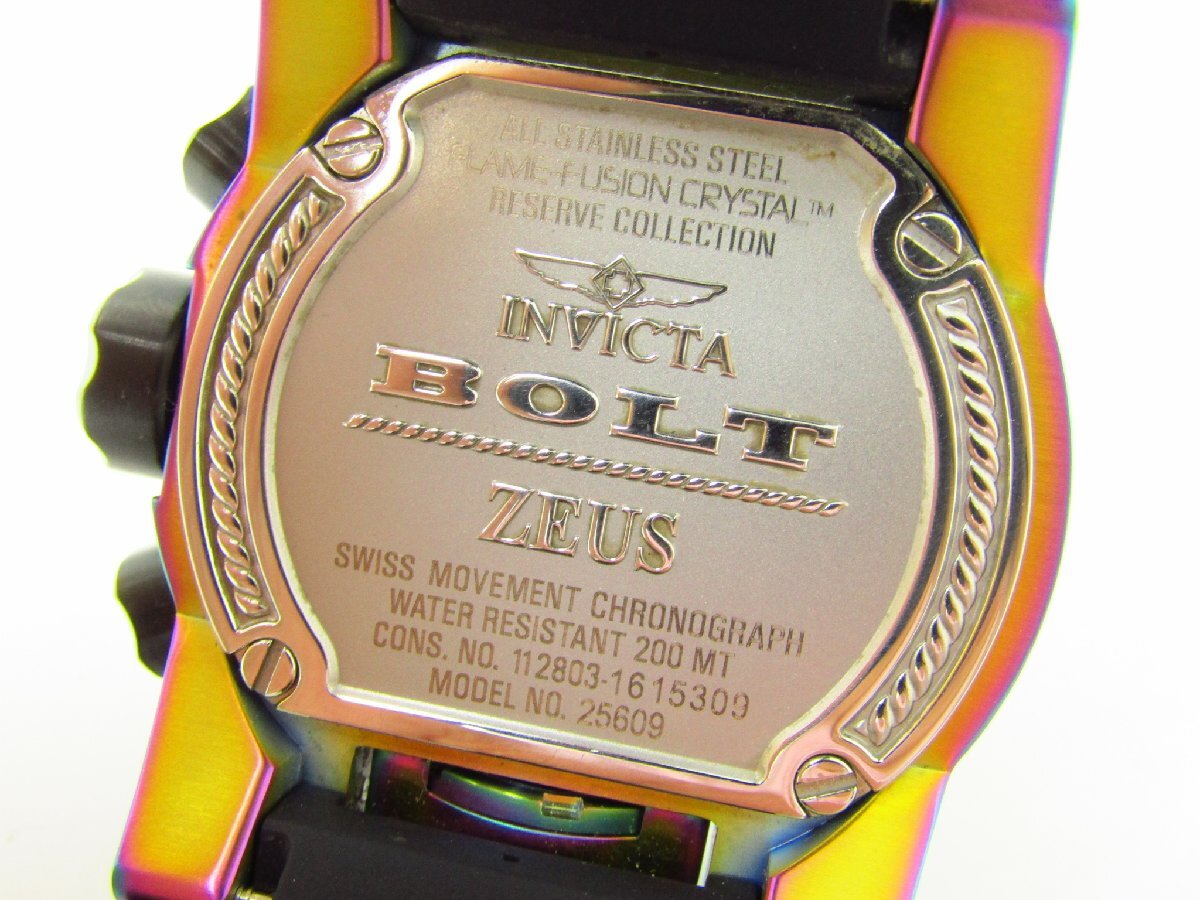 ALL STAINLESS STEEL
FLAME-FUSION CRYSTAL™
RESERVE COLLECTION
INVICTA
BOLT
ZEUS
SWISS MOVEMENT CHRONOGRAPH
WATER RESISTANT 200 MT
CONS. NO. 112803-1615309
MODEL NO. 25609